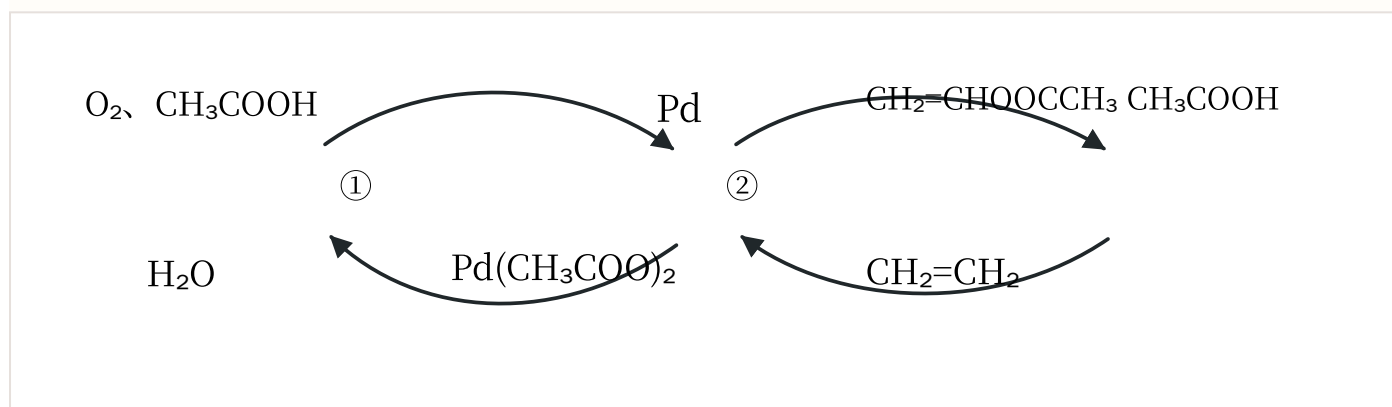 O₂、CH₃COOH
Pd
CH₂=CHOOCCH₃ CH₃COOH
①
②
H₂O
Pd(CH₃COO)₂
CH₂=CH₂